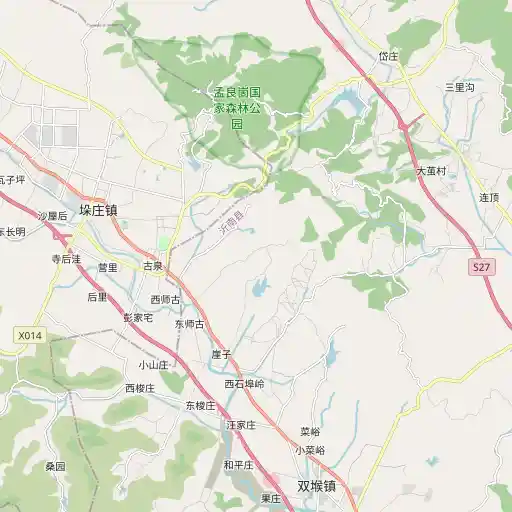 岱庄
三里沟
孟良崮国
家森林公
园
大茧村
瓦子坪
连顶
垛庄镇
沙屋后
沂南县
东长明
寺后洼
营里
古泉
S27
后里
西师古
彭家宅
东师古
X014
崖子
小山庄
西石埠岭
西梭庄
东梭庄
汪家庄
菜峪
小菜峪
和平庄
桑园
双堠镇
果庄